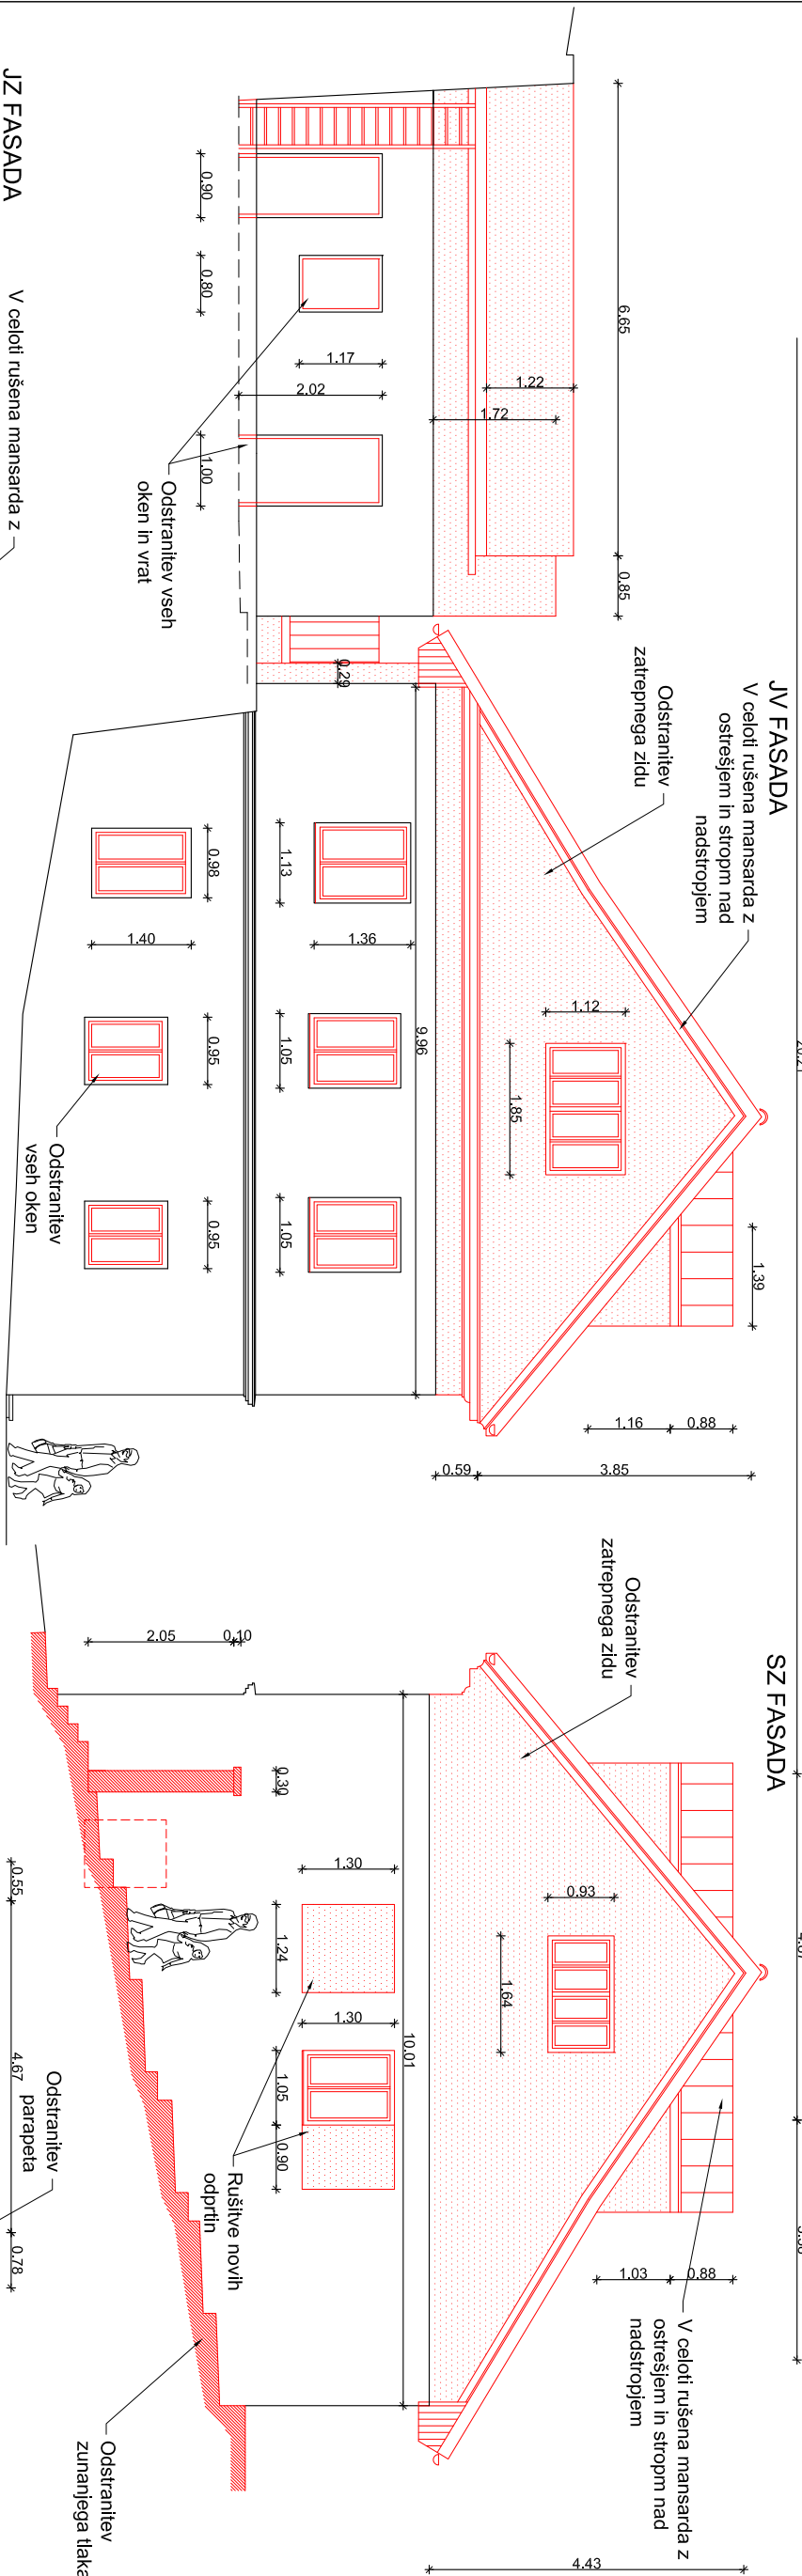 JV FASADA
V celoti rušena mansarda z
ostrešjem in stropm nad
nadstropjem
Odstranitev
zatrepnega zidu
6.65
0.85
1.22
1.72
0.90
0.80
1.17
2.02
1.00
Odstranitev vseh
oken in vrat
0.29
9.96
1.12
1.85
1.39
1.16
0.88
0.59
3.85
1.13
1.36
1.05
1.05
0.98
1.40
0.95
0.95
Odstranitev
vseh oken
SZ FASADA
Odstranitev
zatrepnega zidu
V celoti rušena mansarda z
ostrešjem in stropm nad
nadstropjem
0.93
1.64
1.03
0.88
4.43
10.01
2.05
0.10
0.30
1.30
1.24
1.30
1.05
0.90
Rušitve novih
odprtin
Odstranitev
zunanjega tlaka
JZ FASADA
V celoti rušena mansarda z
0.55
4.67
0.78
Odstranitev
parapeta